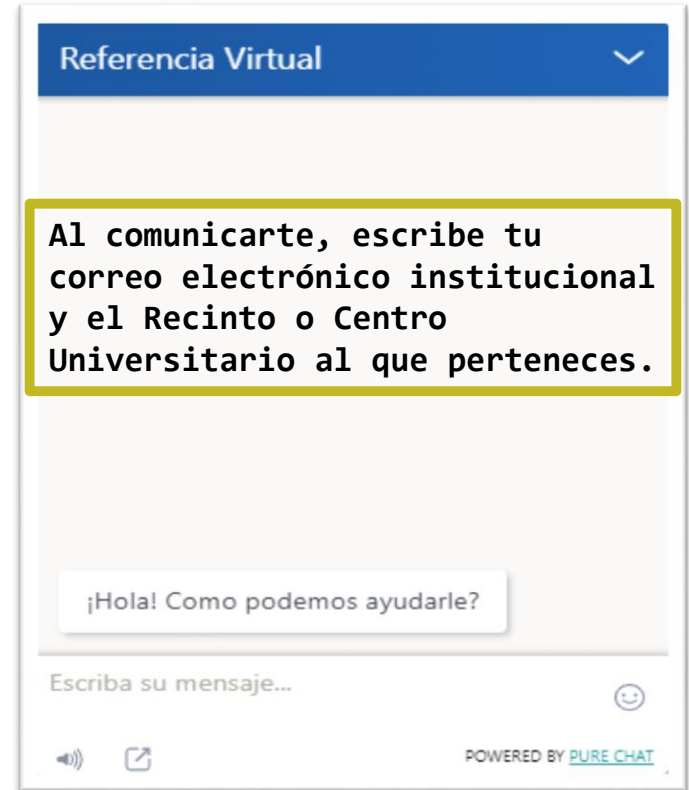 Referencia Virtual
Al comunicarte, escribe tu
correo electrónico institucional
y el Recinto o Centro
Universitario al que perteneces.
¡Hola! Como podemos ayudarle?
Escriba su mensaje...
POWERED BY PURE CHAT